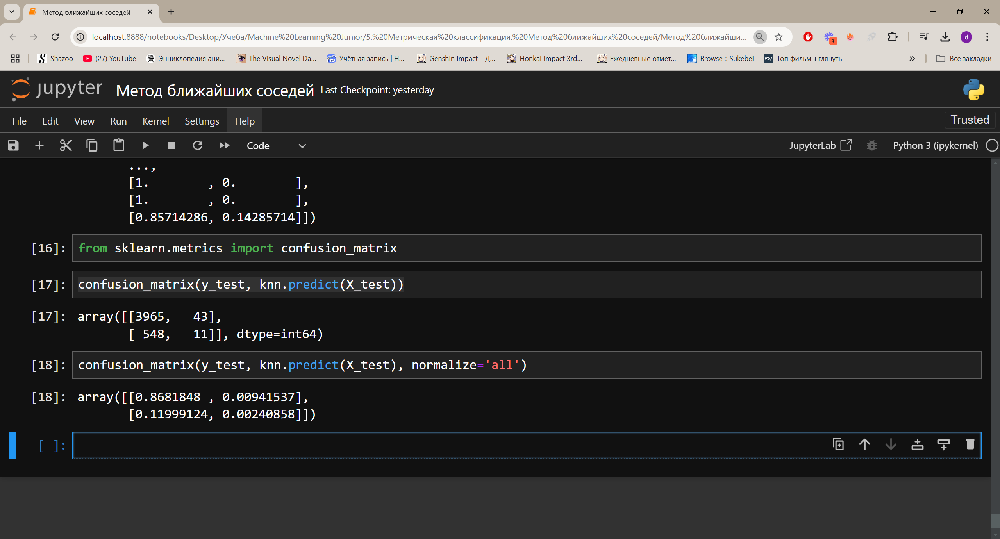 Метод ближайших соседей
localhost:8888/notebooks/Desktop/Учеба/Machine%20Learning%20Junior/5.%20Метрическая%20классификация.%20Метод%20ближайших%20соседей/Метод%20ближайши...
3
d
Shazoo
(27) YouTube
Энциклопедия ани...
The Visual Novel Da...
Учётная запись | H...
Genshin Impact – Д...
Honkai Impact 3rd...
Ежедневные отмет...
Browse :: Sukebei
Топ фильмы глянуть
Все закладки
jupyter Метод ближайших соседей Last Checkpoint: yesterday
File Edit View Run Kernel Settings Help
Trusted
Code
JupyterLab
Python 3 (ipykernel)
...,
[1.        , 0.        ],
[1.        , 0.        ],
[0.85714286, 0.14285714]])
[16]: from sklearn.metrics import confusion_matrix
[17]: confusion_matrix(y_test, knn.predict(X_test))
[17]: array([[3965,   43],
[ 548,   11]], dtype=int64)
[18]: confusion_matrix(y_test, knn.predict(X_test), normalize='all')
[18]: array([[0.8681848 , 0.00941537],
[0.11999124, 0.00240858]])
[ ]: